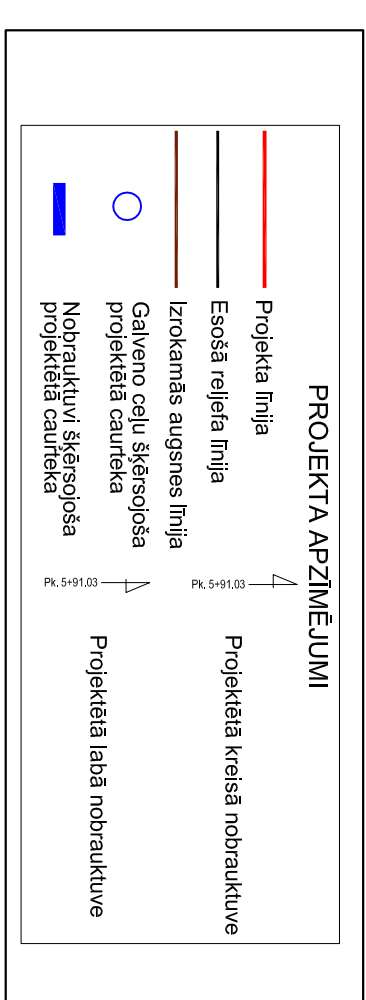 PROJEKTA APZĪMĒJUMI
Projekta līnija
Esošā reljefa līnija
Izrokamās augsnes līnija
Galveno ceļu šķērsojoša
projektētā caurteka
Nobrauktuvi šķērsojoša
projektētā caurteka
Pk. 5+91,03
Projektētā kreisā nobrauktuve
Pk. 5+91,03
Projektētā labā nobrauktuve